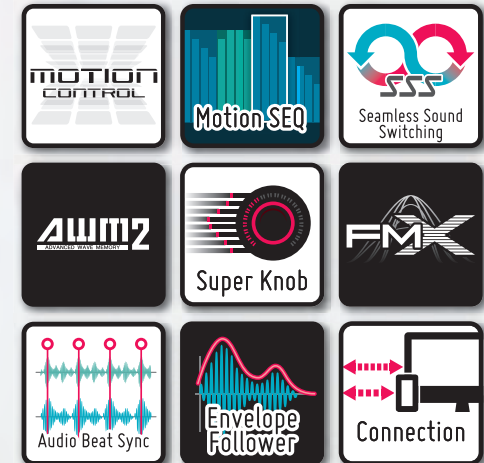 MOTION
CONTROL
Motion SEQ
SSS
Seamless Sound
Switching
AWM2
ADVANCED WAVE MEMORY
Super Knob
FMX
Audio Beat Sync
Envelope
Follower
Connection